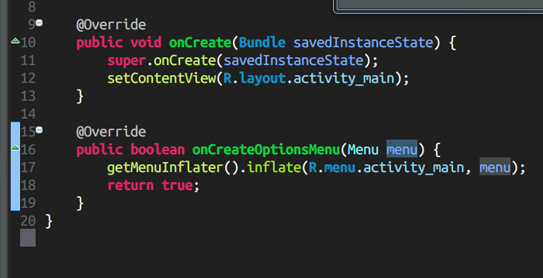 8
9 @Override
10 public void onCreate(Bundle savedInstanceState) {
11 super.onCreate(savedInstanceState);
12 setContentView(R.layout.activity_main);
13 }
14
15 @Override
16 public boolean onCreateOptionsMenu(Menu menu) {
17 getMenuInflater().inflate(R.menu.activity_main, menu);
18 return true;
19 }
20 }